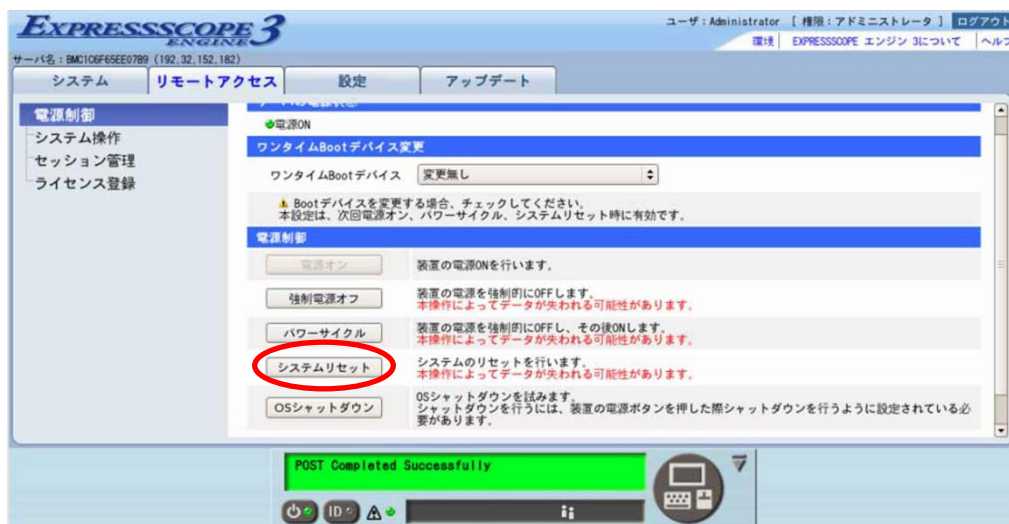 EXPRESSSCOPE
ENGINE 3
ユーザ：Administrator [ 権限：アドミニストレータ ] ログアウト
環境 EXPRESSSCOPE エンジン 3について ヘルプ
サーバ名：BMC1C6F65EE07B9 (192.32.152.182)
システム リモートアクセス 設定 アップデート
電源制御
システム操作
セッション管理
ライセンス登録
電源ON
ワンタイムBootデバイス変更
ワンタイムBootデバイス 変更無し
Bootデバイスを変更する場合、チェックしてください。
本設定は、次回電源オン、パワーサイクル、システムリセット時に有効です。
電源制御
電源オン 装置の電源ONを行います。
強制電源オフ 装置の電源を強制的にOFFします。
本操作によってデータが失われる可能性があります。
パワーサイクル 装置の電源を強制的にOFFし、その後ONします。
本操作によってデータが失われる可能性があります。
システムリセット システムのリセットを行います。
本操作によってデータが失われる可能性があります。
OSシャットダウン OSシャットダウンを試みます。
シャットダウンを行うには、装置の電源ボタンを押した際シャットダウンを行うように設定されている必
要があります。
POST Completed Successfully
ID